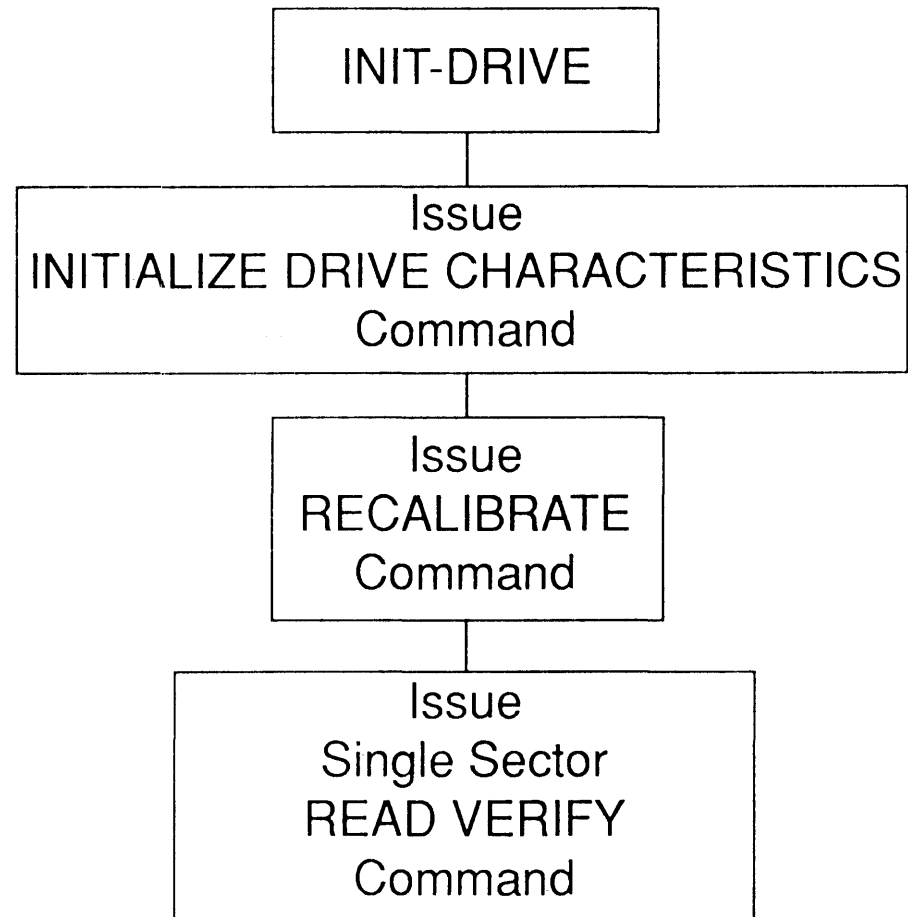 INIT-DRIVE
Issue
INITIALIZE DRIVE CHARACTERISTICS
Command
Issue
RECALIBRATE
Command
Issue
Single Sector
READ VERIFY
Command